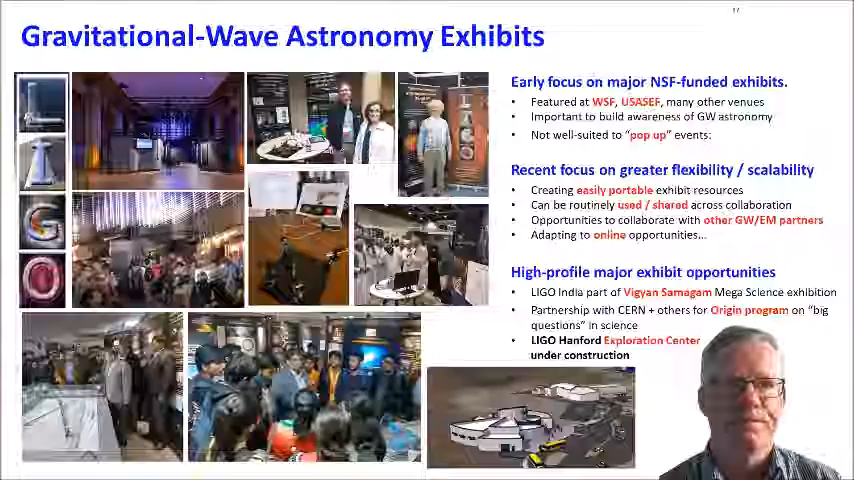 Gravitational-Wave Astronomy Exhibits
L
I
G
O
Early focus on major NSF-funded exhibits.
• Featured at WSF, USASEF, many other venues
• Important to build awareness of GW astronomy
• Not well-suited to “pop up” events:
Recent focus on greater flexibility / scalability
• Creating easily portable exhibit resources
• Can be routinely used / shared across collaboration
• Opportunities to collaborate with other GW/EM partners
• Adapting to online opportunities...
High-profile major exhibit opportunities
• LIGO India part of Vigyan Samagam Mega Science exhibition
• Partnership with CERN + others for Origin program on “big
questions” in science
• LIGO Hanford Exploration Center
under construction